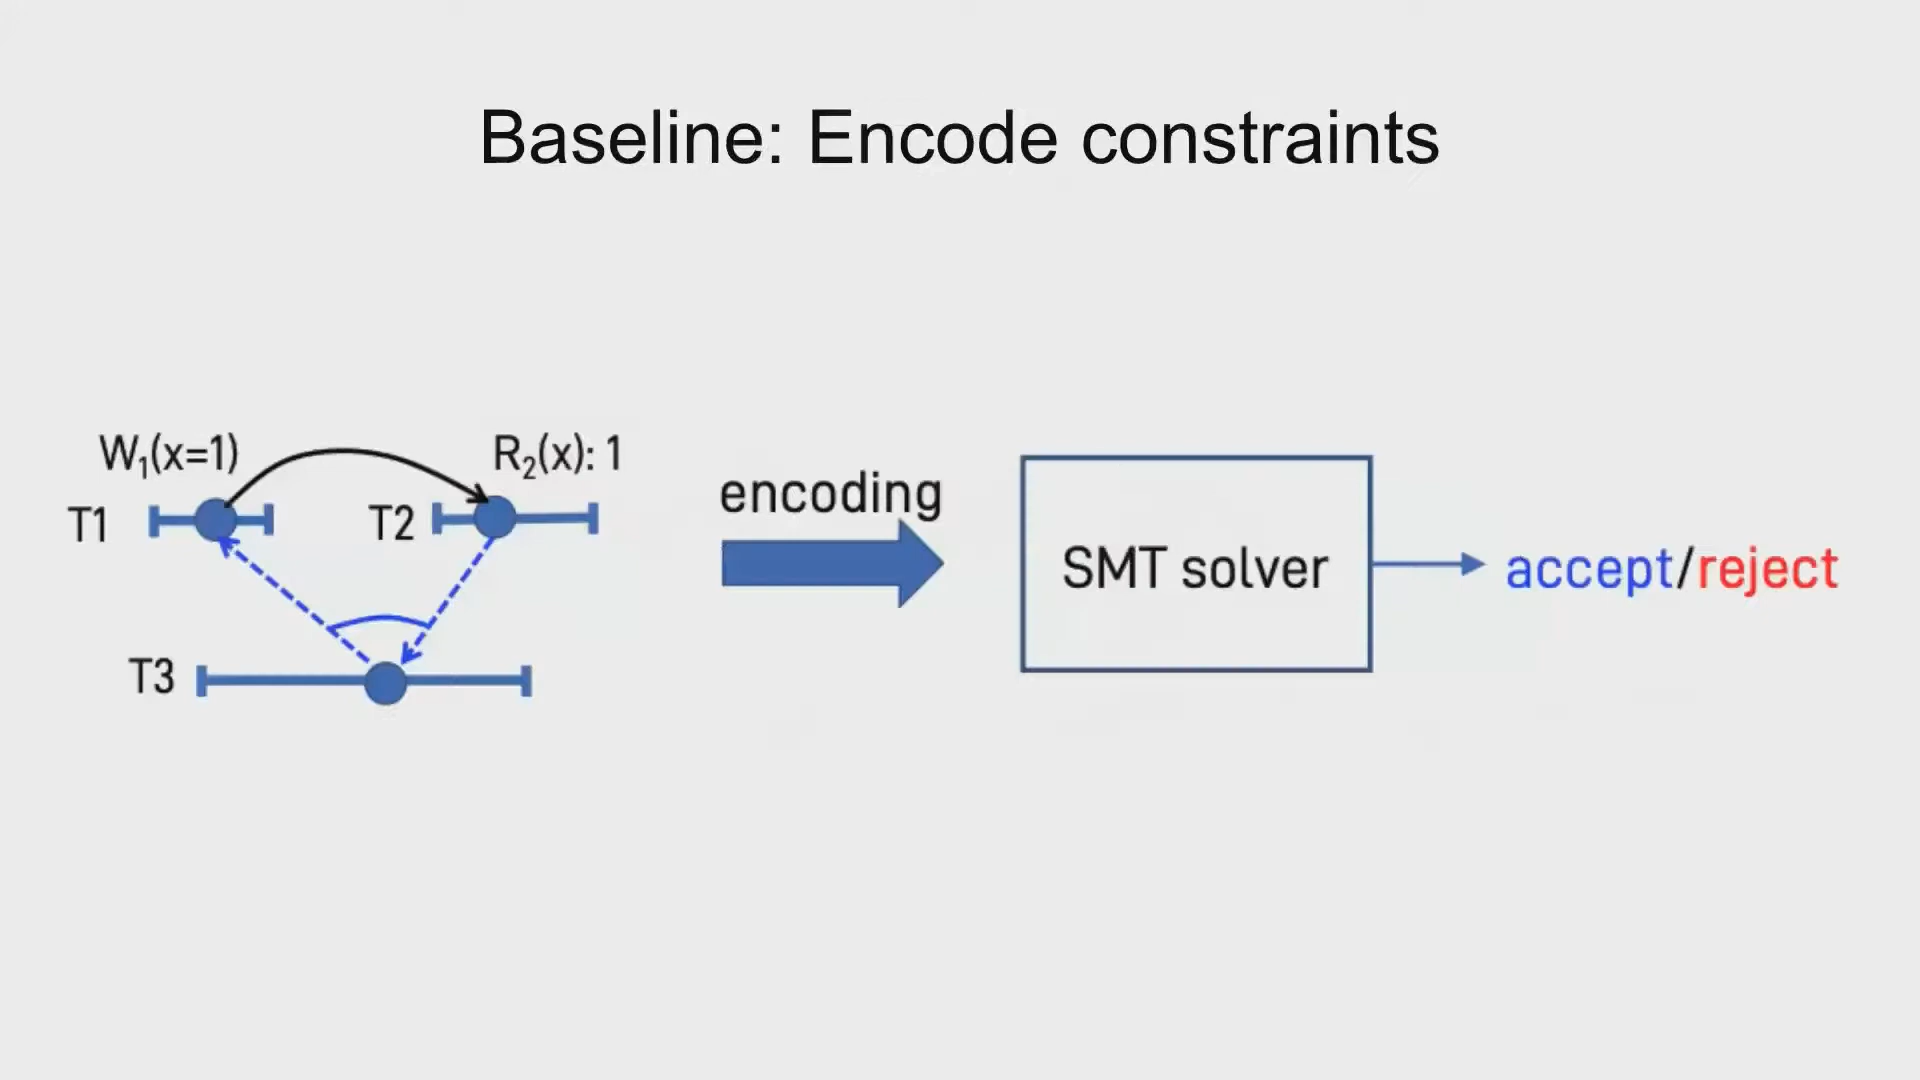 Baseline: Encode constraints
W₁(x=1)
R₂(x): 1
T1
T2
T3
encoding
SMT solver
accept/reject